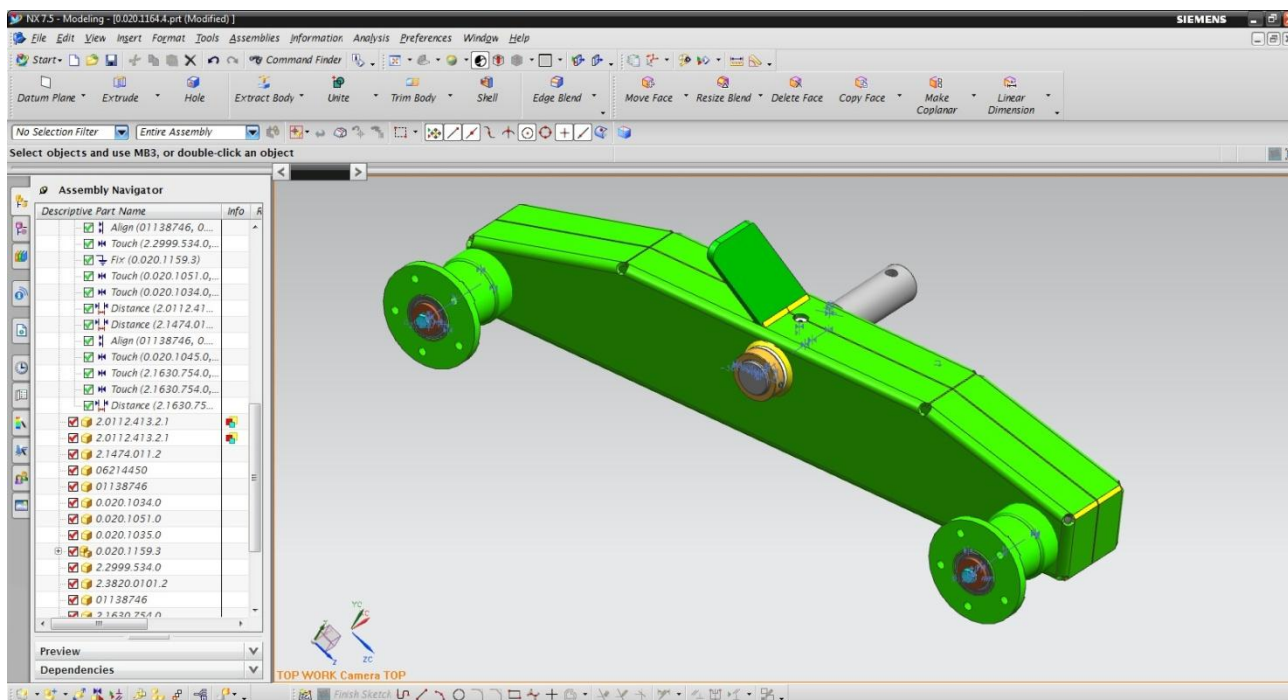 NX 7.5 - Modeling - [0.020.1164.4.prt (Modified) ]
SIEMENS
File Edit View Insert Format Tools Assemblies Information Analysis Preferences Window Help
Start Command Finder
Datum Plane Extrude Hole Extract Body Unite Trim Body Shell Edge Blend Move Face Resize Blend Delete Face Copy Face Make Coplanar Linear Dimension
No Selection Filter Entire Assembly
Select objects and use MB3, or double-click an object
Assembly Navigator
Descriptive Part Name Info R
Align (01138746, 0....
Touch (2.2999.534.0,...
Fix (0.020.1159.3)
Touch (0.020.1051.0,...
Touch (0.020.1034.0,...
Distance (2.0112.41...
Distance (2.1474.01...
Align (01138746, 0....
Touch (0.020.1045.0,...
Touch (2.1630.754.0,...
Touch (2.1630.754.0,...
Distance (2.1630.75...
2.0112.413.2.1
2.0112.413.2.1
2.1474.011.2
06214450
01138746
0.020.1034.0
0.020.1051.0
0.020.1035.0
0.020.1159.3
2.2999.534.0
2.3820.0101.2
01138746
2.1630.754.0
Preview
Dependencies
YC
ZC
TOP WORK Camera TOP
Finish Sketch